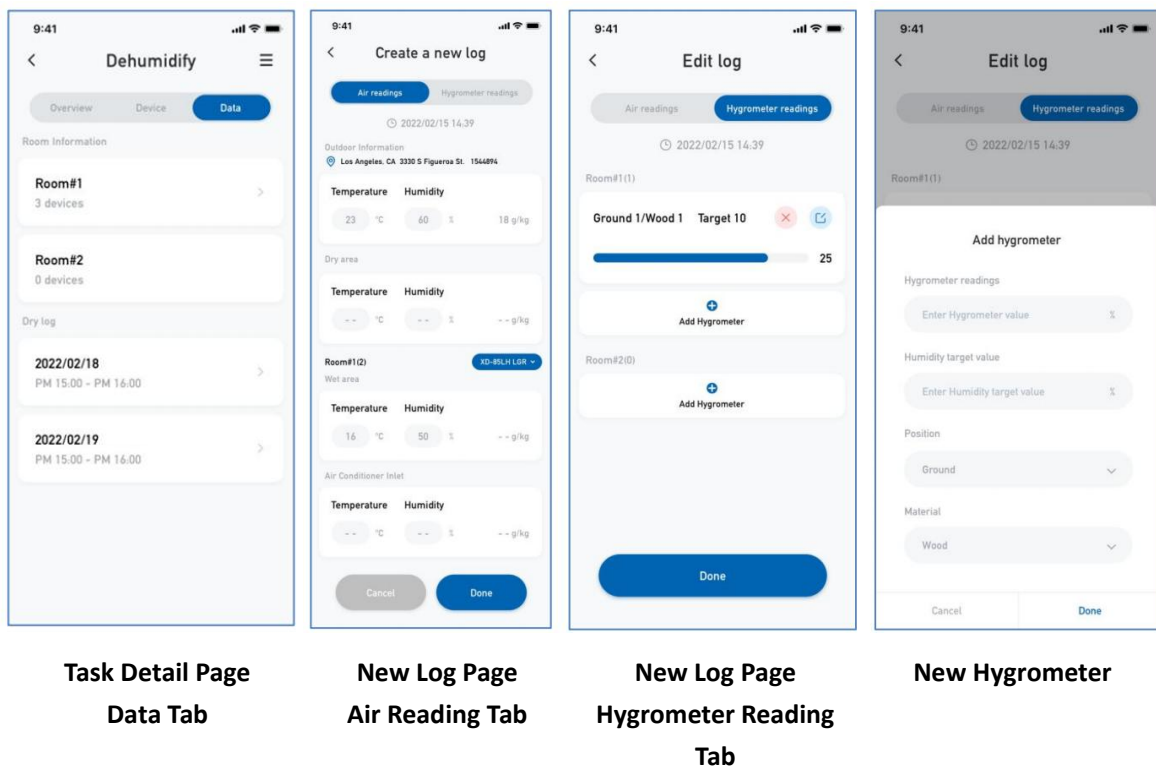 9:41
Dehumidify
Overview Device Data
Room Information
Room#1
3 devices
Room#2
0 devices
Dry log
2022/02/18
PM 15:00 - PM 16:00
2022/02/19
PM 15:00 - PM 16:00
Task Detail Page
Data Tab
9:41
Create a new log
Air readings Hygrometer readings
2022/02/15 14:39
Outdoor Information
Los Angeles, CA 3330 S Figueroa St. 1544894
Temperature Humidity
23 °C 60 % 18 g/kg
Dry area
Temperature Humidity
-- °C -- % -- g/kg
Room#1(2) XD-85LH LGR
Wet area
Temperature Humidity
16 °C 50 % -- g/kg
Air Conditioner Inlet
Temperature Humidity
-- °C -- % -- g/kg
Cancel Done
New Log Page
Air Reading Tab
9:41
Edit log
Air readings Hygrometer readings
2022/02/15 14:39
Room#1(1)
Ground 1/Wood 1 Target 10
25
Add Hygrometer
Room#2(0)
Add Hygrometer
Done
New Log Page
Hygrometer Reading
Tab
9:41
Edit log
Air readings Hygrometer readings
2022/02/15 14:39
Room#1(1)
Add hygrometer
Hygrometer readings
Enter Hygrometer value %
Humidity target value
Enter Humidity target value %
Position
Ground
Material
Wood
Cancel Done
New Hygrometer